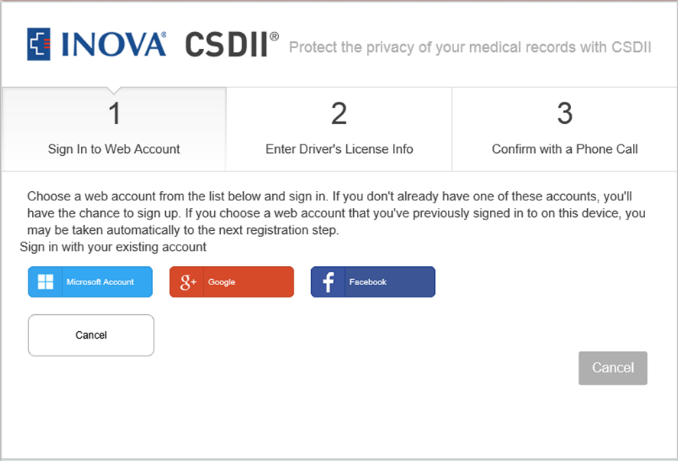 INOVA® CSDII® Protect the privacy of your medical records with CSDII
1
Sign In to Web Account
2
Enter Driver's License Info
3
Confirm with a Phone Call
Choose a web account from the list below and sign in. If you don't already have one of these accounts, you'll
have the chance to sign up. If you choose a web account that you've previously signed in to on this device, you
may be taken automatically to the next registration step.
Sign in with your existing account
Microsoft Account
g+ Google
f Facebook
Cancel
Cancel